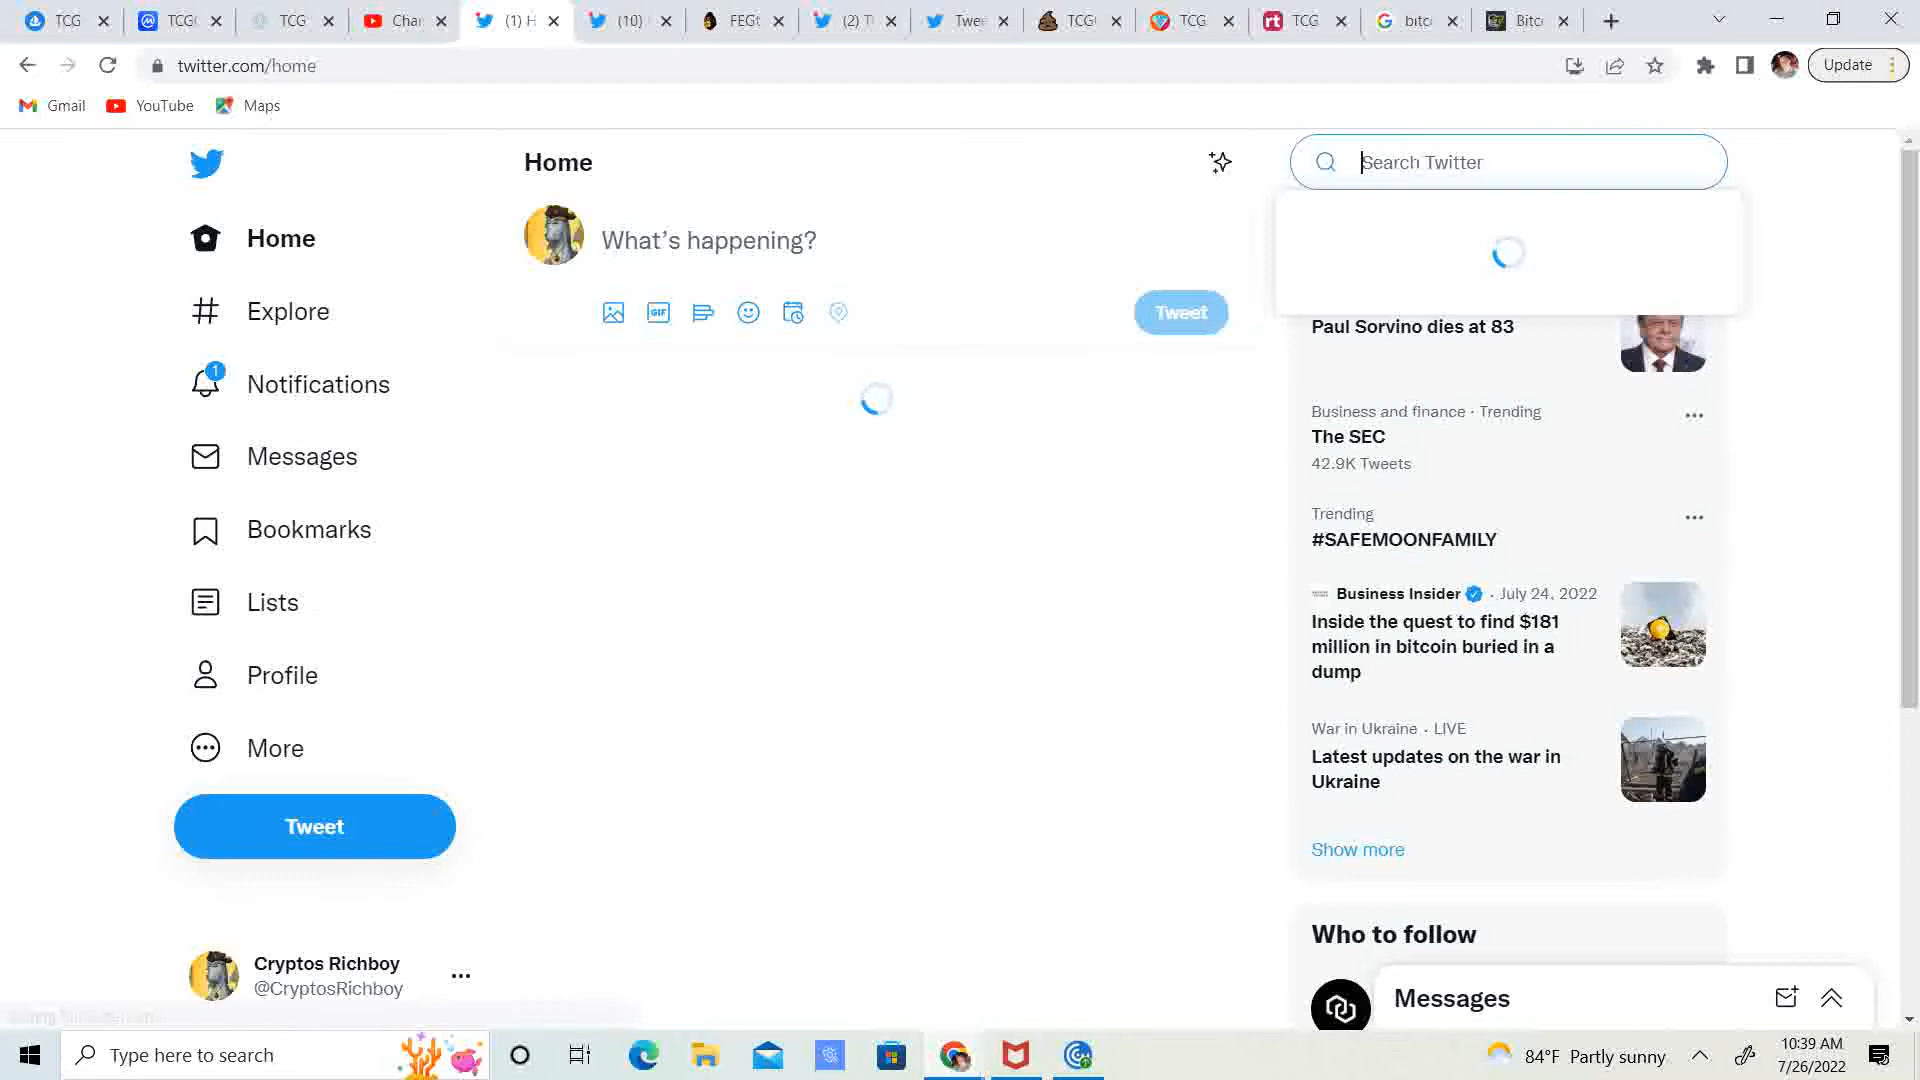 TCG
TCG
TCG
Cha
(1) H
(10)
FEGt
(2) T
Twee
TCG
TCG
TCG
bitc
Bitc
twitter.com/home
Update
Gmail
YouTube
Maps
Home
Search Twitter
Home
What's happening?
GIF
Tweet
Explore
1
Notifications
Messages
Bookmarks
Lists
Profile
More
Tweet
Cryptos Richboy
@CryptosRichboy
Paul Sorvino dies at 83
Business and finance · Trending
The SEC
42.9K Tweets
Trending
#SAFEMOONFAMILY
Business Insider · July 24, 2022
Inside the quest to find $181
million in bitcoin buried in a
dump
War in Ukraine · LIVE
Latest updates on the war in
Ukraine
Show more
Who to follow
Messages
Type here to search
84°F Partly sunny
10:39 AM
7/26/2022